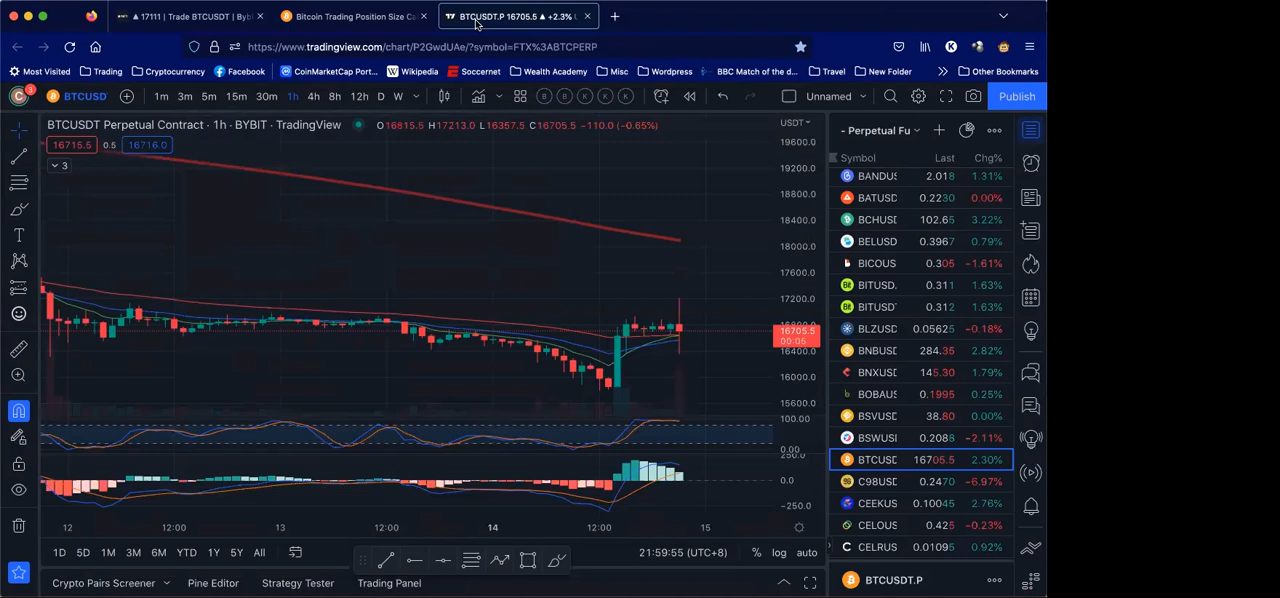 ▲ 17111 | Trade BTCUSDT | Byb
Bitcoin Trading Position Size Ca
BTCUSDT.P 16705.5 ▲ +2.3%
https://www.tradingview.com/chart/P2GwdUAe/?symbol=FTX%3ABTCPERP
Most Visited
Trading
Cryptocurrency
Facebook
CoinMarketCap Port...
Wikipedia
Soccernet
Wealth Academy
Misc
Wordpress
BBC Match of the d...
Travel
New Folder
Other Bookmarks
C 3 BTCUSD 1m 3m 5m 15m 30m 1h 4h 8h 12h D W B B K K K Unnamed Publish
BTCUSDT Perpetual Contract · 1h · BYBIT · TradingView O16815.5 H17213.0 L16357.5 C16705.5 −110.0 (−0.65%)
16715.5 0.5 16716.0
3
USDT
19600.0
19200.0
18800.0
18400.0
18000.0
17600.0
17200.0
16705.5
00:05
16400.0
16000.0
15600.0
100.00
0.00
0.0
−250.0
12 12:00 13 12:00 14 12:00 15
1D 5D 1M 3M 6M YTD 1Y 5Y All 21:59:55 (UTC+8) % log auto
Crypto Pairs Screener Pine Editor Strategy Tester Trading Panel
- Perpetual Fu
Symbol Last Chg%
BANDUS 2.018 1.31%
BATUSD 0.2230 0.00%
BCHUSD 102.65 3.22%
BELUSD 0.3967 0.79%
BICOUS 0.305 −1.61%
BITUSD. 0.311 1.63%
BITUSD 0.312 1.63%
BLZUSD 0.05625 −0.18%
BNBUSD 284.35 2.82%
BNXUSD 145.30 1.79%
BOBAUS 0.1995 0.25%
BSVUSD 38.80 0.00%
BSWUSI 0.2088 −2.11%
BTCUSD 16705.5 2.30%
C98USD 0.2470 −6.97%
CEEKUS 0.10045 2.76%
CELOUS 0.425 −0.23%
CELRUS 0.01095 0.92%
BTCUSDT.P